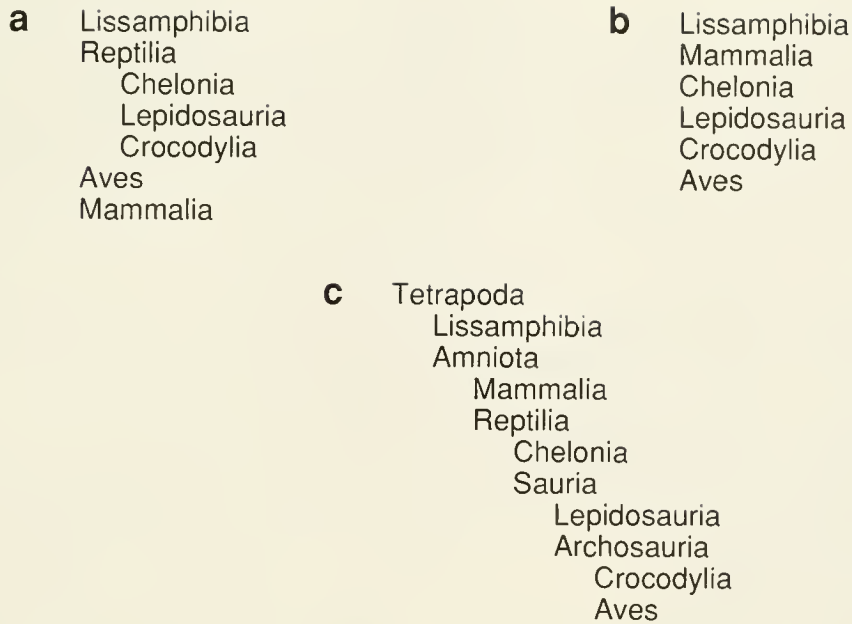 a Lissamphibia
Reptilia
Chelonia
Lepidosauria
Crocodylia
Aves
Mammalia
b Lissamphibia
Mammalia
Chelonia
Lepidosauria
Crocodylia
Aves
c Tetrapoda
Lissamphibia
Amniota
Mammalia
Reptilia
Chelonia
Sauria
Lepidosauria
Archosauria
Crocodylia
Aves